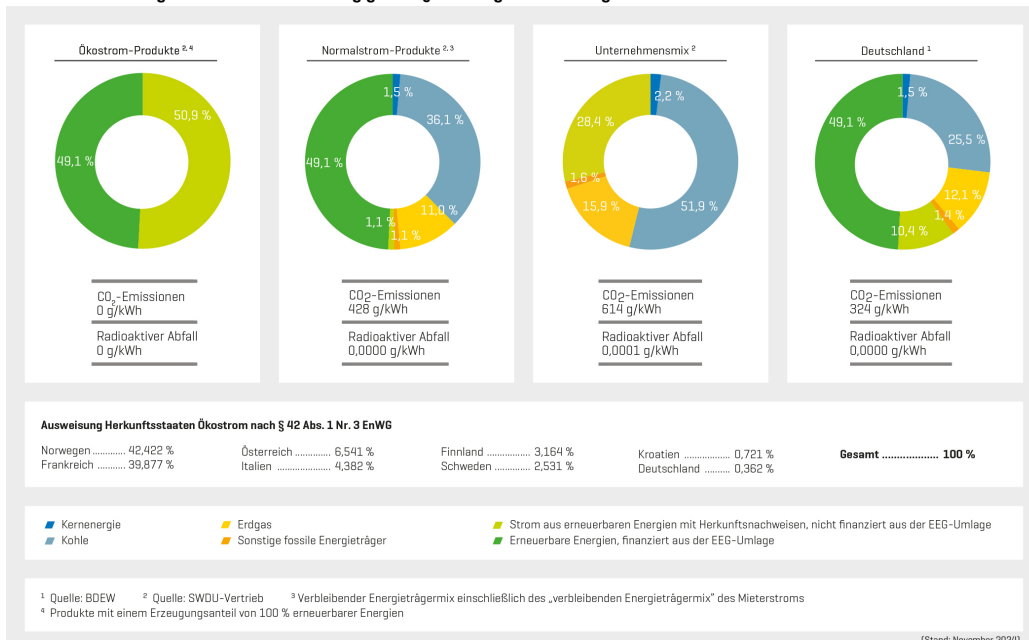 Ökostrom-Produkte ²,⁴
50,9 %
49,1 %
CO₂-Emissionen
0 g/kWh
Radioaktiver Abfall
0 g/kWh
Normalstrom-Produkte ²,³
1,5 %
36,1 %
49,1 %
11,0 %
1,1 %
1,1 %
CO2-Emissionen
428 g/kWh
Radioaktiver Abfall
0,0000 g/kWh
Unternehmensmix ²
2,2 %
28,4 %
1,6 %
15,9 %
51,9 %
CO2-Emissionen
614 g/kWh
Radioaktiver Abfall
0,0001 g/kWh
Deutschland ¹
1,5 %
49,1 %
25,5 %
12,1 %
1,4 %
10,4 %
CO2-Emissionen
324 g/kWh
Radioaktiver Abfall
0,0000 g/kWh
Ausweisung Herkunftsstaaten Ökostrom nach § 42 Abs. 1 Nr. 3 EnWG
Norwegen ............ 42,422 %
Frankreich ........... 39,877 %
Österreich ............. 6,541 %
Italien .................. 4,382 %
Finnland ................ 3,164 %
Schweden .............. 2,531 %
Kroatien .................. 0,721 %
Deutschland .......... 0,362 %
Gesamt ................... 100 %
Kernenergie
Kohle
Erdgas
Sonstige fossile Energieträger
Strom aus erneuerbaren Energien mit Herkunftsnachweisen, nicht finanziert aus der EEG-Umlage
Erneuerbare Energien, finanziert aus der EEG-Umlage
¹ Quelle: BDEW ² Quelle: SWDU-Vertrieb ³ Verbleibender Energieträgermix einschließlich des „verbleibenden Energieträgermix" des Mieterstroms
⁴ Produkte mit einem Erzeugungsanteil von 100 % erneuerbarer Energien
(Stand: November 2024)